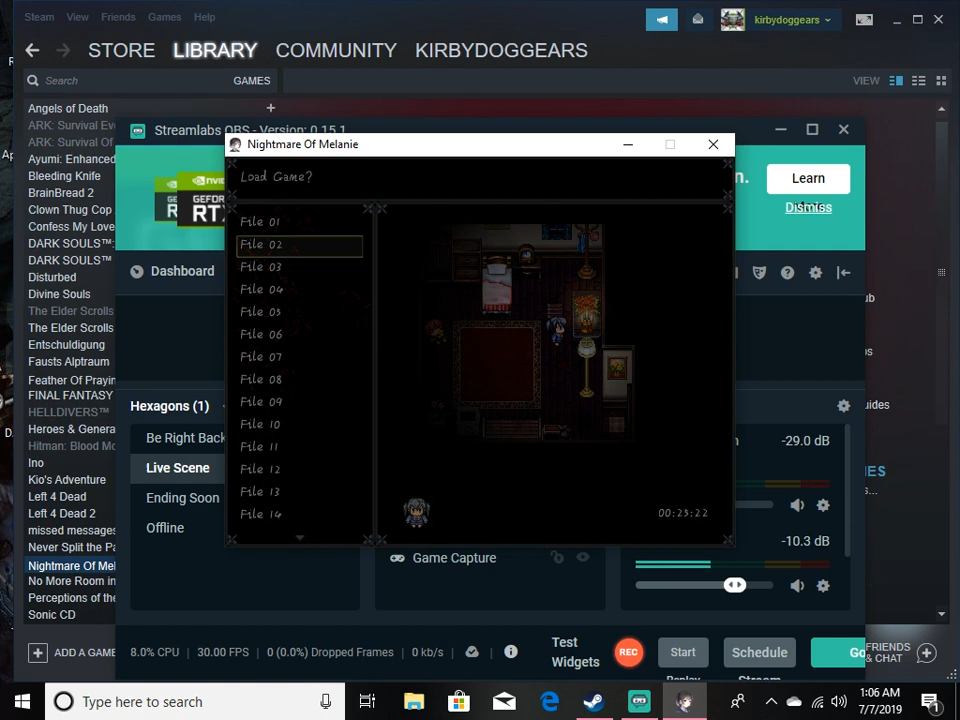 Steam View Friends Games Help
kirbydoggears
STORE LIBRARY COMMUNITY KIRBYDOGGEARS
Search GAMES
VIEW
Angels of Death
ARK: Survival Ev
ARK: Survival Of
Ayumi: Enhanced
Bleeding Knife
BrainBread 2
Clown Thug Cop
Confess My Love
DARK SOULS™:
DARK SOULS™
Disturbed
Divine Souls
The Elder Scrolls
The Elder Scrolls
Entschuldigung
Fausts Alptraum
Feather Of Prayin
FINAL FANTASY
HELLDIVERS™
Heroes & Genera
Hitman: Blood Mo
Ino
Kio's Adventure
Left 4 Dead
Left 4 Dead 2
missed messages
Never Split the Pa
Nightmare Of Mel
No More Room in
Perceptions of the
Sonic CD
ADD A GAME
Streamlabs OBS - Version: 0.15.1
Learn
Dismiss
Dashboard
Nightmare Of Melanie
Load Game?
File 01
File 02
File 03
File 04
File 05
File 06
File 07
File 08
File 09
File 10
File 11
File 12
File 13
File 14
00:25:22
Hexagons (1)
Be Right Back
Live Scene
Ending Soon
Offline
Game Capture
-29.0 dB
-10.3 dB
8.0% CPU | 30.00 FPS | 0 (0.0%) Dropped Frames | 0 kb/s
Test
Widgets
REC
Start
Replay
Schedule
Stream
Go
FRIENDS
& CHAT
Type here to search
1:06 AM
7/7/2019
1